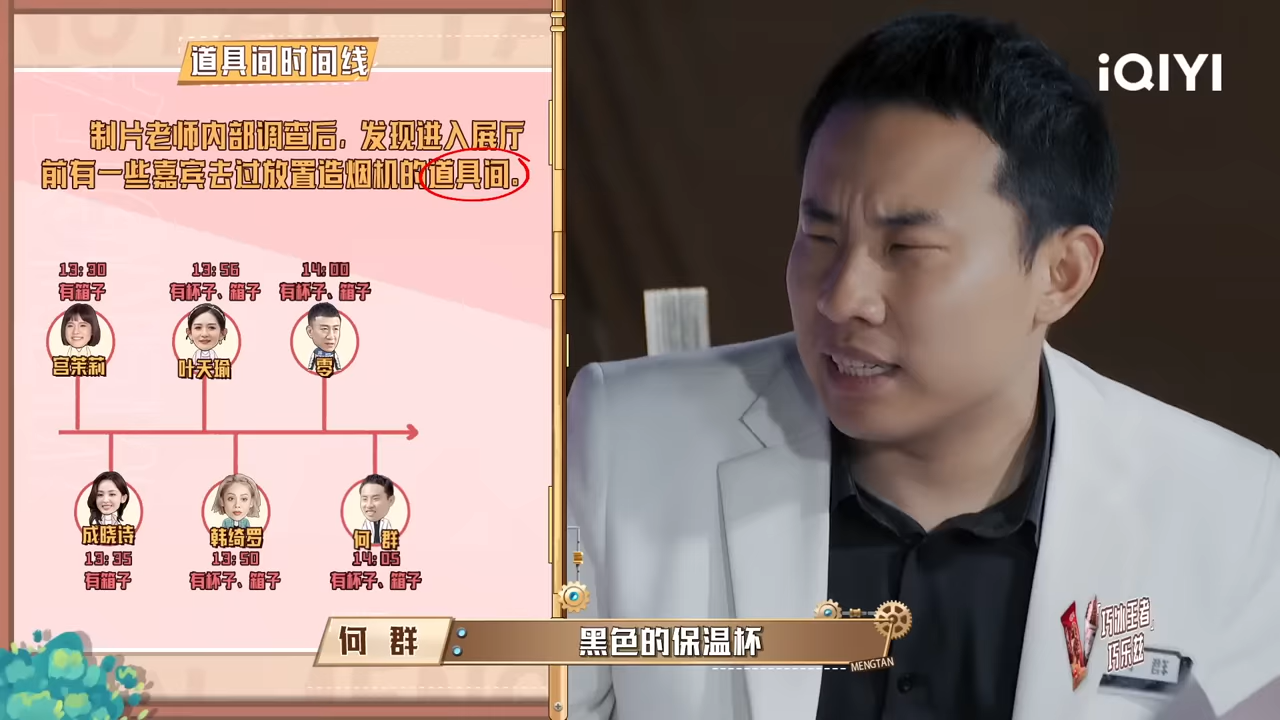 道具间时间线
iQIYI
制片老师内部调查后，发现进入展厅
前有一些嘉宾去过放置造烟机的道具间。
13:30
有箱子
宫茉莉
13:56
有杯子、箱子
叶天瑜
14:00
有杯子、箱子
零
成晓诗
13:35
有箱子
韩绮罗
13:50
有杯子、箱子
何 群
14:05
有杯子、箱子
何 群
黑色的保温杯
MENGTAN
巧冰王者
巧乐兹